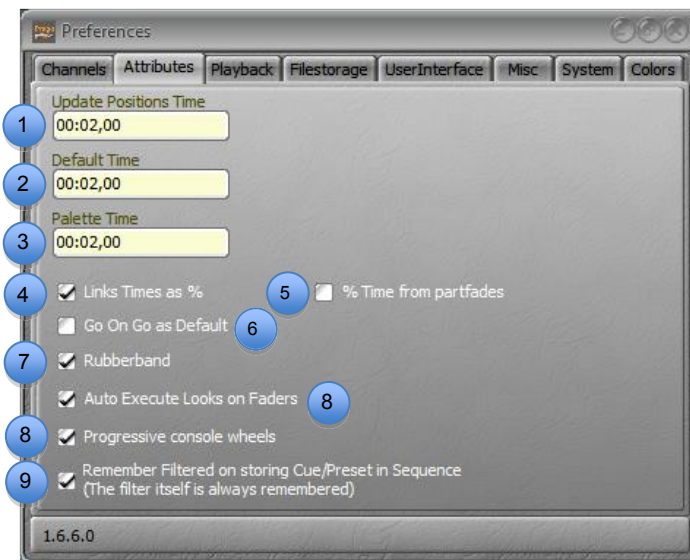 Preferences
Channels Attributes Playback Filestorage UserInterface Misc System Colors
Update Positions Time
1 00:02,00
Default Time
2 00:02,00
Palette Time
3 00:02,00
4 Links Times as % 5 % Time from partfades
Go On Go as Default 6
7 Rubberband
Auto Execute Looks on Faders 8
8 Progressive console wheels
Remember Filtered on storing Cue/Preset in Sequence
9 (The filter itself is always remembered)
1.6.6.0